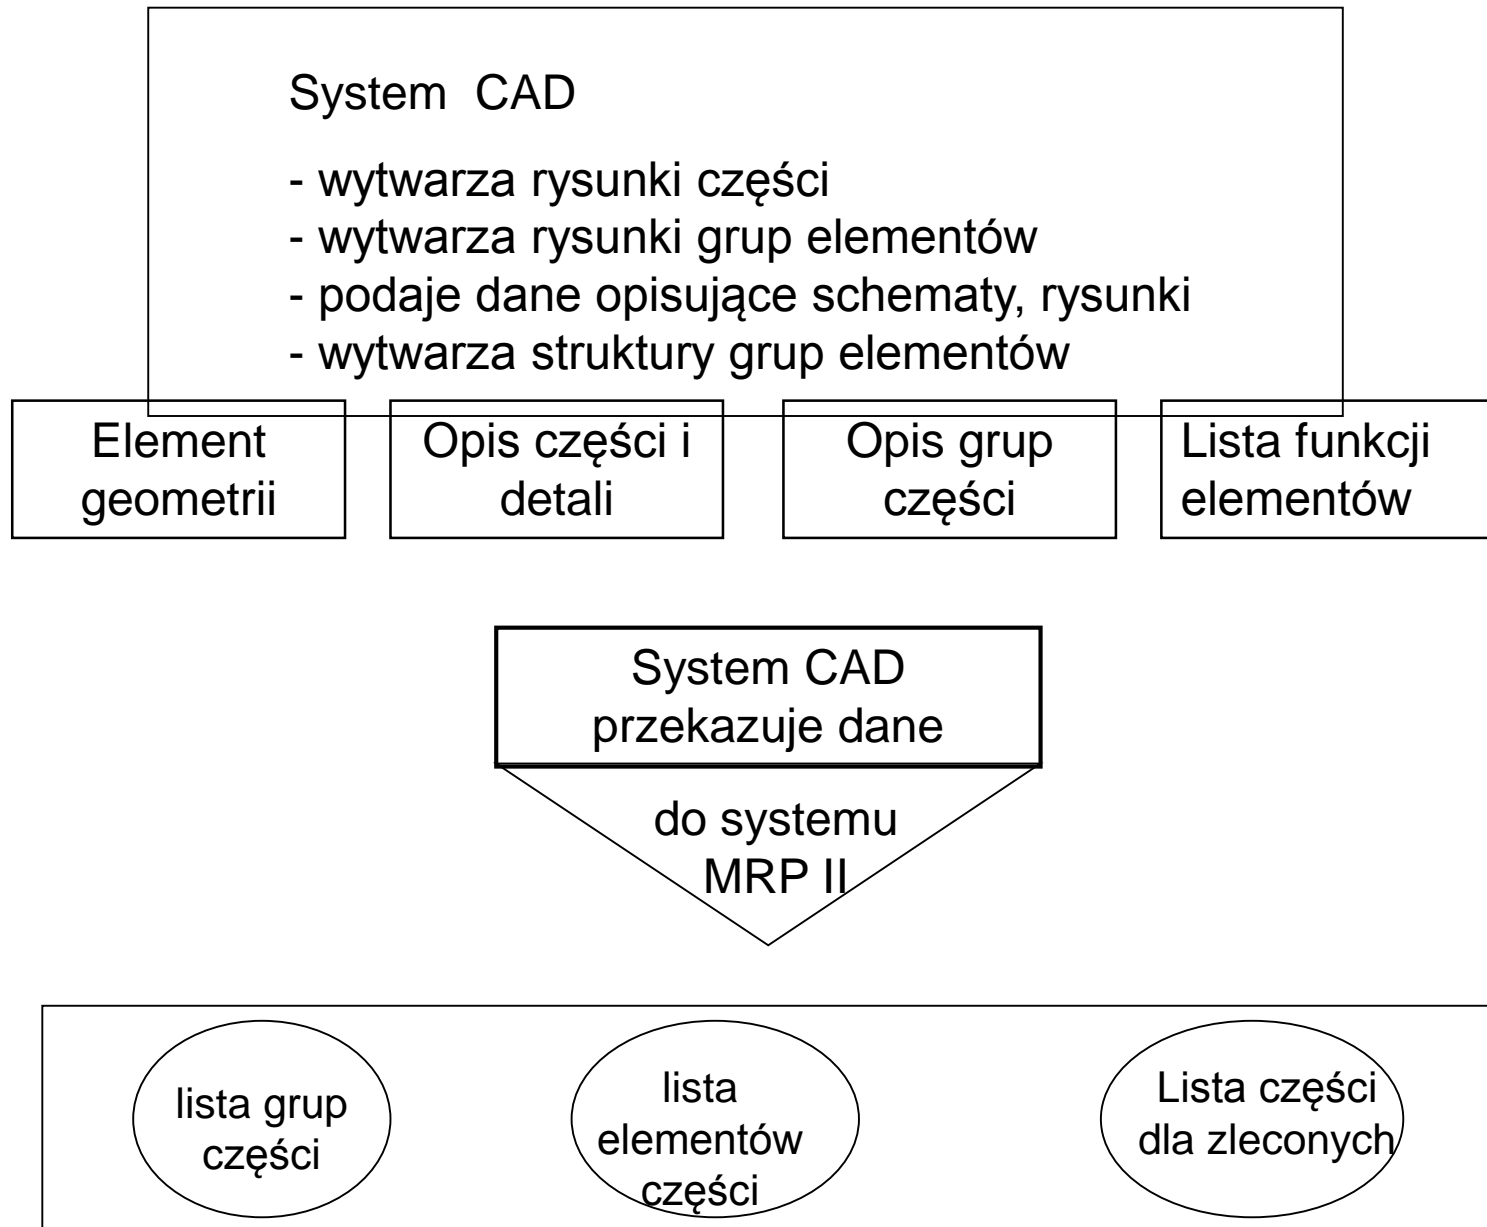 System CAD
- wytwarza rysunki części
- wytwarza rysunki grup elementów
- podaje dane opisujące schematy, rysunki
- wytwarza struktury grup elementów
Element
geometrii
Opis części i
detali
Opis grup
części
Lista funkcji
elementów
System CAD
przekazuje dane
do systemu
MRP II
lista grup
części
lista
elementów
części
Lista części
dla zleconych